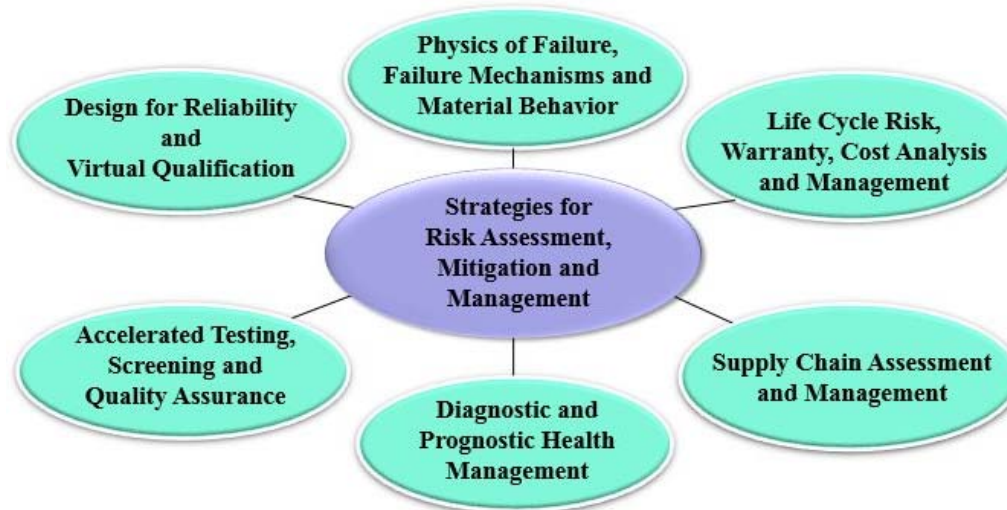 Physics of Failure,
Failure Mechanisms and
Material Behavior
Design for Reliability
and
Virtual Qualification
Life Cycle Risk,
Warranty, Cost Analysis
and Management
Strategies for
Risk Assessment,
Mitigation and
Management
Accelerated Testing,
Screening and
Quality Assurance
Supply Chain Assessment
and Management
Diagnostic and
Prognostic Health
Management